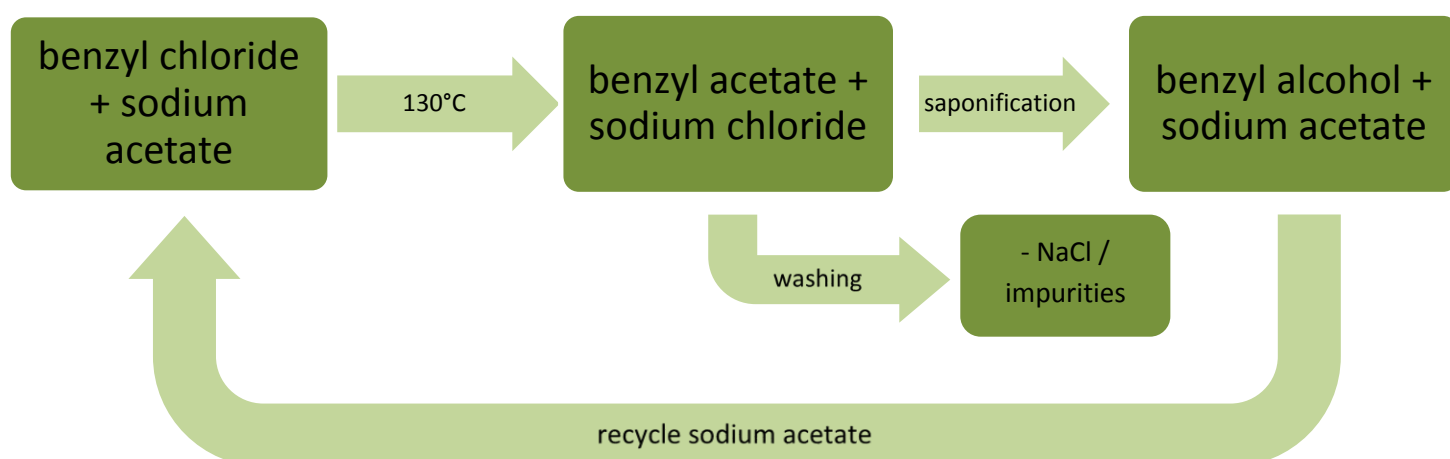 benzyl chloride
+ sodium
acetate
130°C
benzyl acetate +
sodium chloride
saponification
benzyl alcohol +
sodium acetate
washing
- NaCl /
impurities
recycle sodium acetate